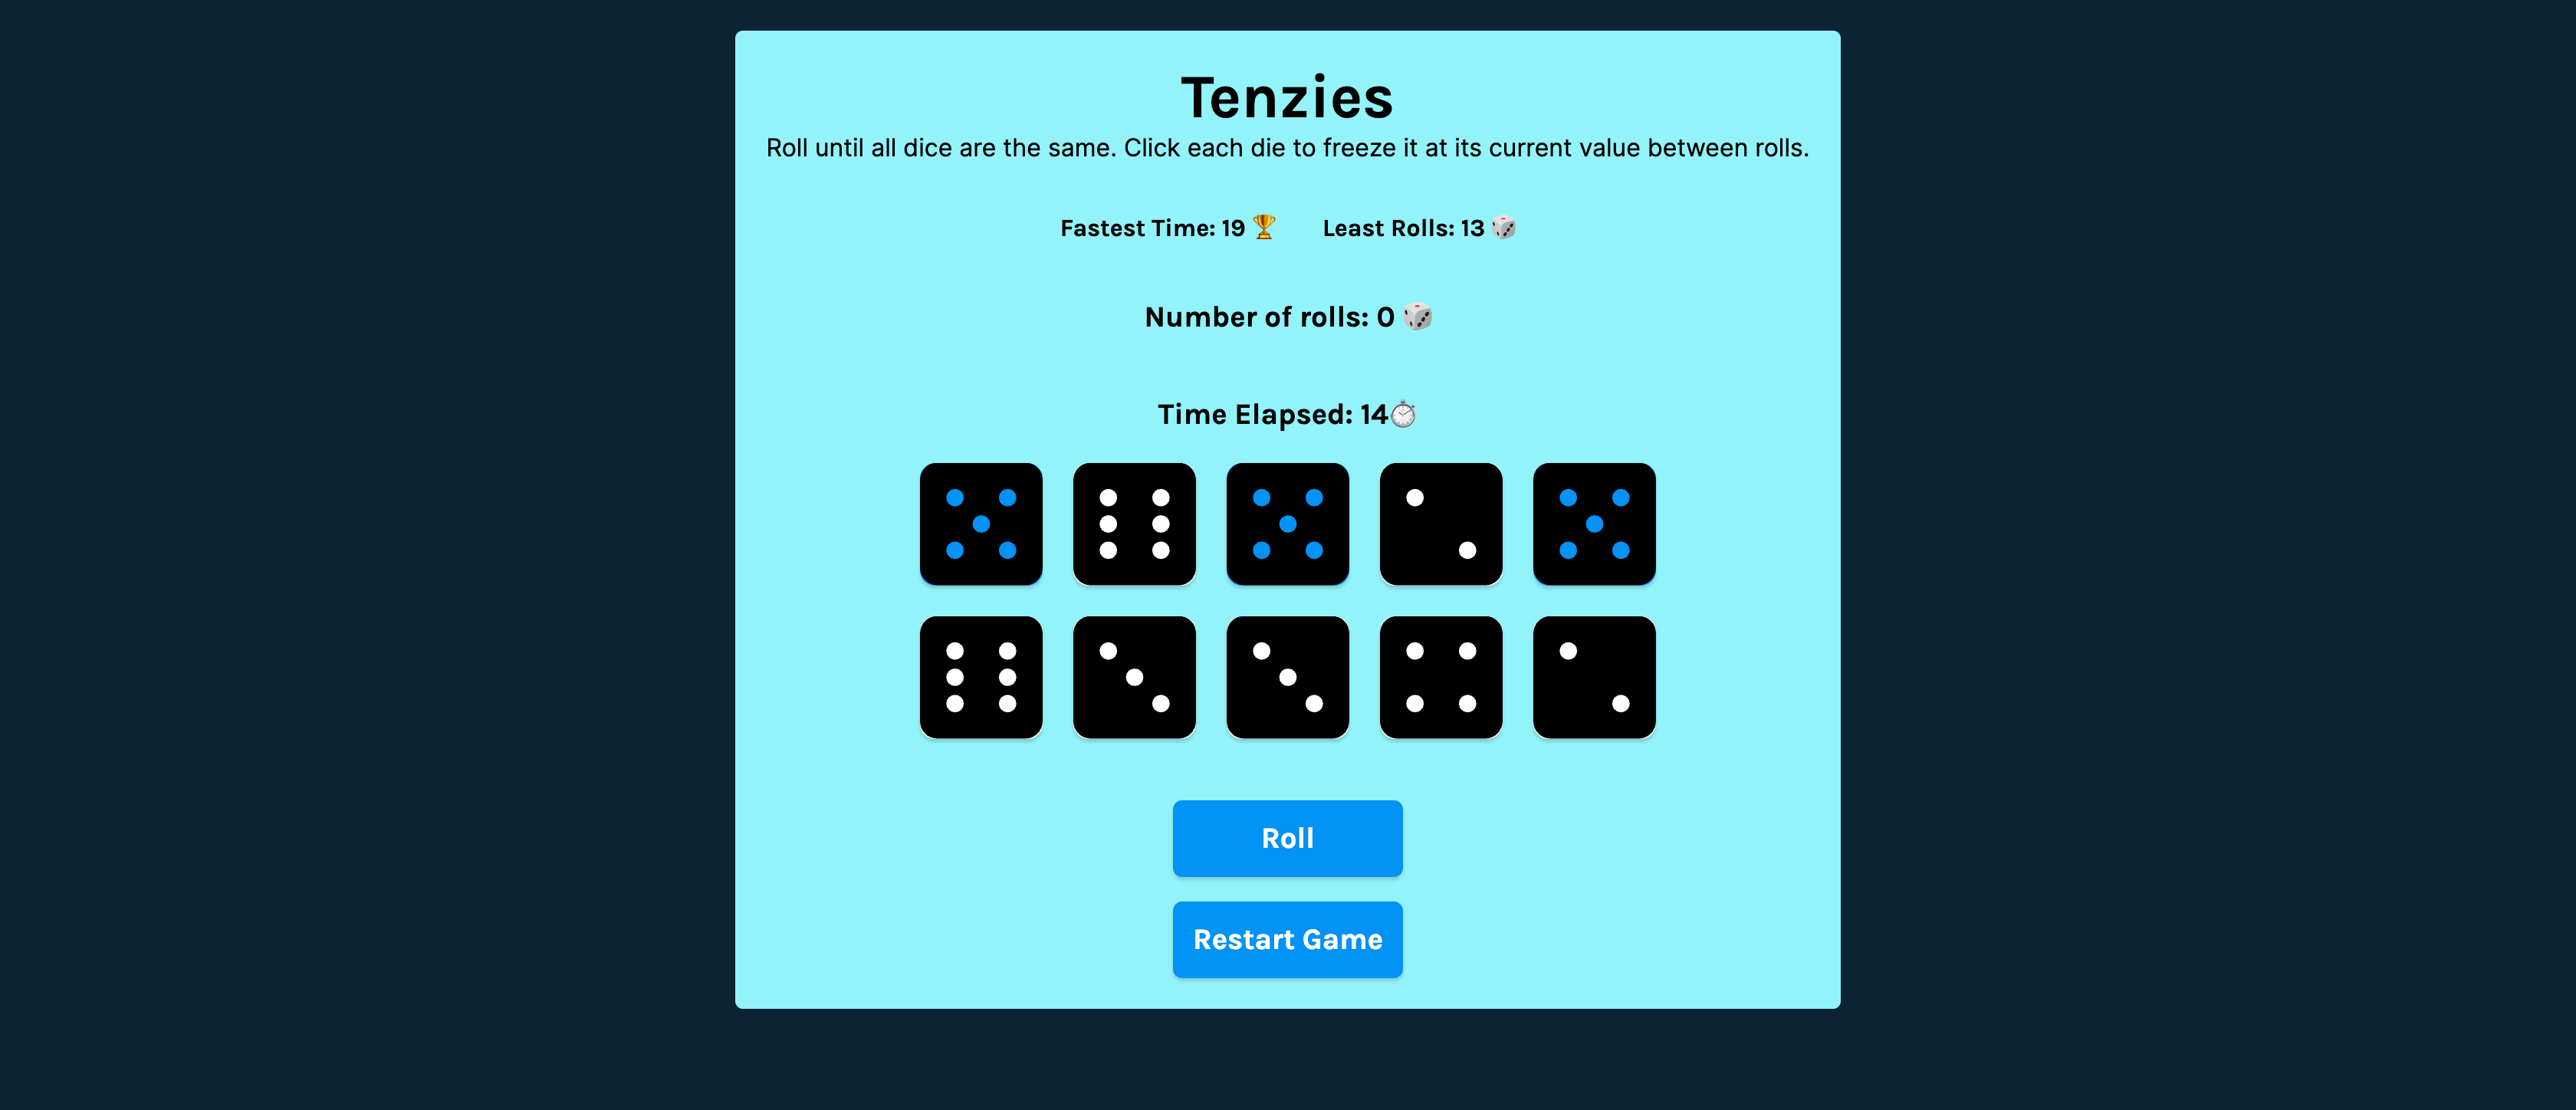 Tenzies
Roll until all dice are the same. Click each die to freeze it at its current value between rolls.
Fastest Time: 19 🏆 Least Rolls: 13 🎲
Number of rolls: 0 🎲
Time Elapsed: 14⏱️
Roll
Restart Game